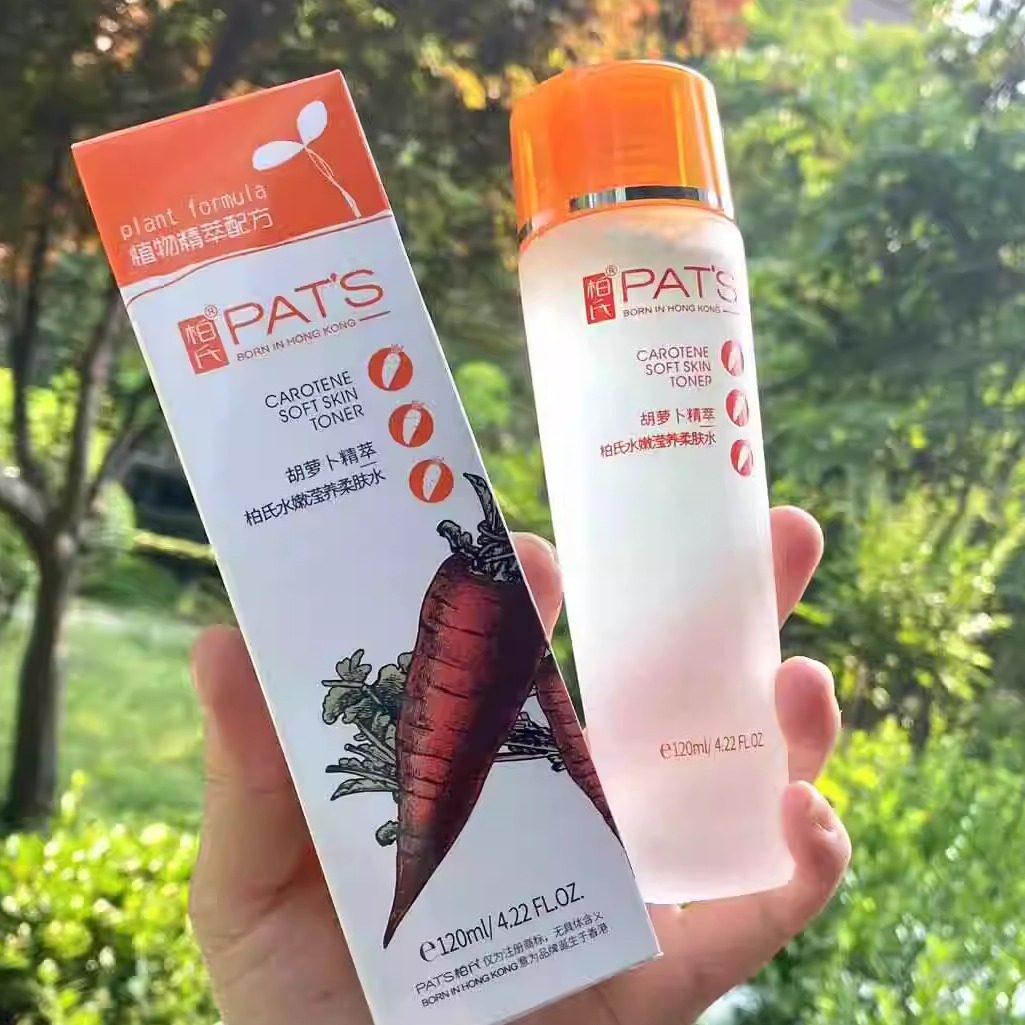 plant formula
植物精萃配方
柏氏® PAT'S
BORN IN HONG KONG
CAROTENE
SOFT SKIN
TONER
胡萝卜精萃
柏氏水嫩滢养柔肤水
℮120ml/ 4.22 FL.OZ.
PAT'S柏氏 仅为注册商标，无具体含义
BORN IN HONG KONG 意为品牌诞生于香港
柏氏® PAT'S
BORN IN HONG KONG
CAROTENE
SOFT SKIN
TONER
胡萝卜精萃
柏氏水嫩滢养柔肤水
℮120ml/ 4.22 FL.OZ